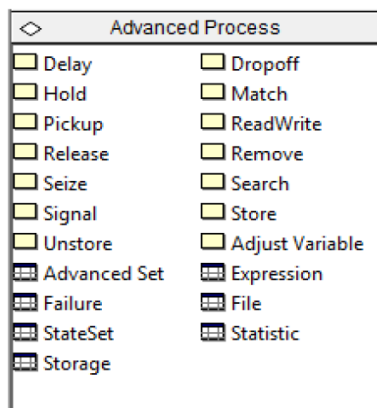 Advanced Process
Delay Dropoff
Hold Match
Pickup ReadWrite
Release Remove
Seize Search
Signal Store
Unstore Adjust Variable
Advanced Set Expression
Failure File
StateSet Statistic
Storage